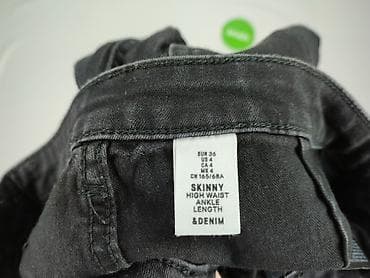 EUR 36
US 4
CA 4
MX 4
CN 165/68A
SKINNY
HIGH WAIST
ANKLE
LENGTH
&DENIM